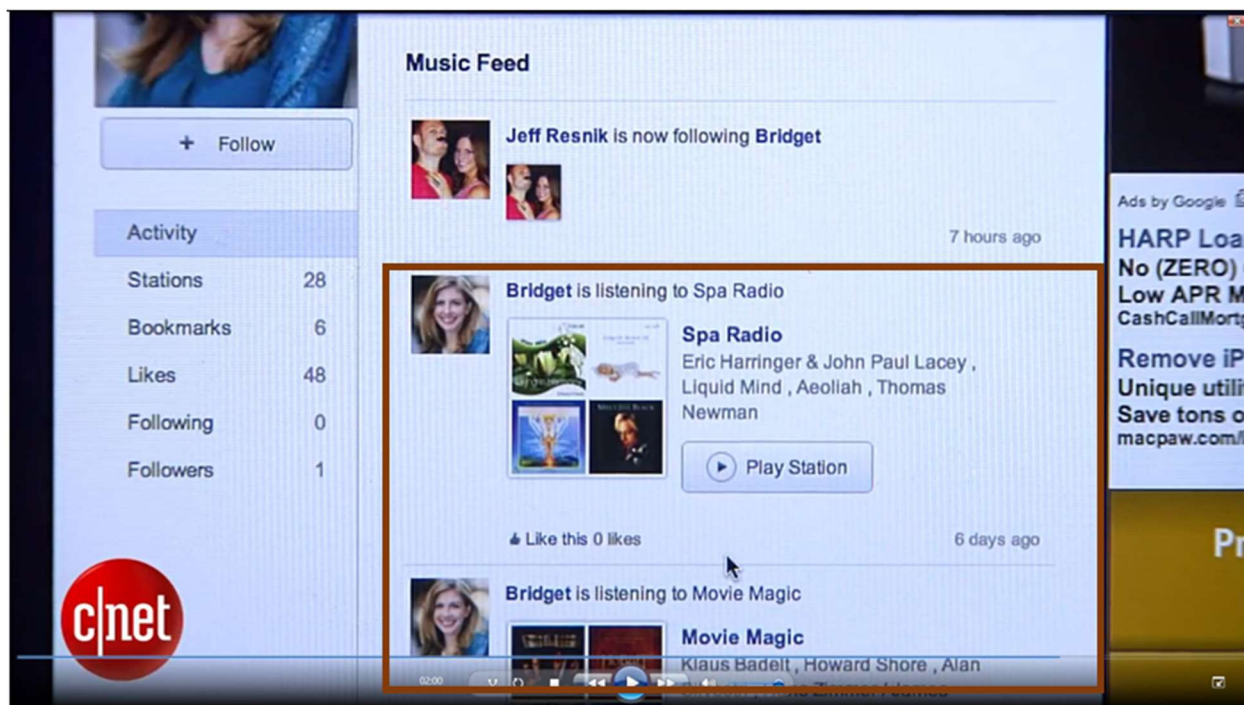 Music Feed
+ Follow
Jeff Resnik is now following Bridget
7 hours ago
Activity
Stations 28
Bookmarks 6
Likes 48
Following 0
Followers 1
Bridget is listening to Spa Radio
Spa Radio
Eric Harringer & John Paul Lacey ,
Liquid Mind , Aeoliah , Thomas
Newman
Play Station
Like this 0 likes
6 days ago
Bridget is listening to Movie Magic
Movie Magic
Klaus Badelt , Howard Shore , Alan
Zimmer
c|net
02:00
Ads by Google
HARP Loa
No (ZERO)
Low APR M
CashCallMort
Remove iP
Unique utili
Save tons o
macpaw.com/
Pr